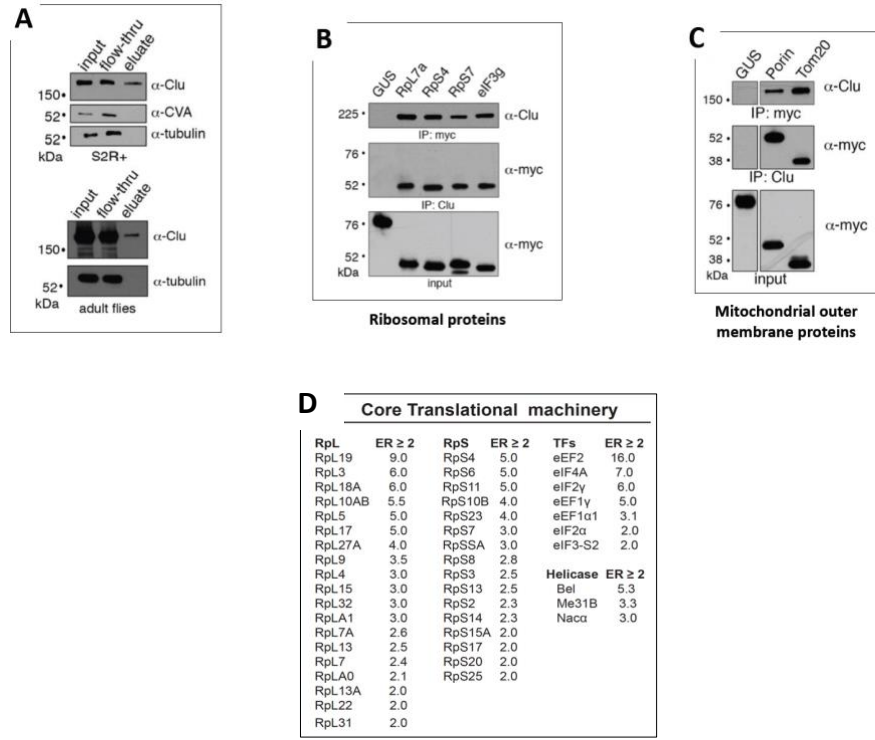 A
input flow-thru eluate
150 α-Clu
52 α-CVA
52 α-tubulin
kDa S2R+
input flow-thru eluate
150 α-Clu
52 α-tubulin
kDa
adult flies
B
GUS RpL7a RpS4 RpS7 eIF3g
225 α-Clu
IP: myc
76
52 α-myc
IP: Clu
76 α-myc
52
kDa
input
Ribosomal proteins
C
GUS Porin Tom20
150 α-Clu
IP: myc
52 α-myc
38
IP: Clu
76 α-myc
52
38
kDa
input
Mitochondrial outer
membrane proteins
D Core Translational machinery
RpL ER ≥ 2 RpS ER ≥ 2 TFs ER ≥ 2
RpL19 9.0 RpS4 5.0 eEF2 16.0
RpL3 6.0 RpS6 5.0 eIF4A 7.0
RpL18A 6.0 RpS11 5.0 eIF2γ 6.0
RpL10AB 5.5 RpS10B 4.0 eEF1γ 5.0
RpL5 5.0 RpS23 4.0 eEF1α1 3.1
RpL17 5.0 RpS7 3.0 eIF2α 2.0
RpL27A 4.0 RpSSA 3.0 eIF3-S2 2.0
RpL9 3.5 RpS8 2.8
RpL4 3.0 RpS3 2.5 Helicase ER ≥ 2
RpL15 3.0 RpS13 2.5 Bel 5.3
RpL32 3.0 RpS2 2.3 Me31B 3.3
RpLA1 3.0 RpS14 2.3 Nacα 3.0
RpL7A 2.6 RpS15A 2.0
RpL13 2.5 RpS17 2.0
RpL7 2.4 RpS20 2.0
RpLA0 2.1 RpS25 2.0
RpL13A 2.0
RpL22 2.0
RpL31 2.0